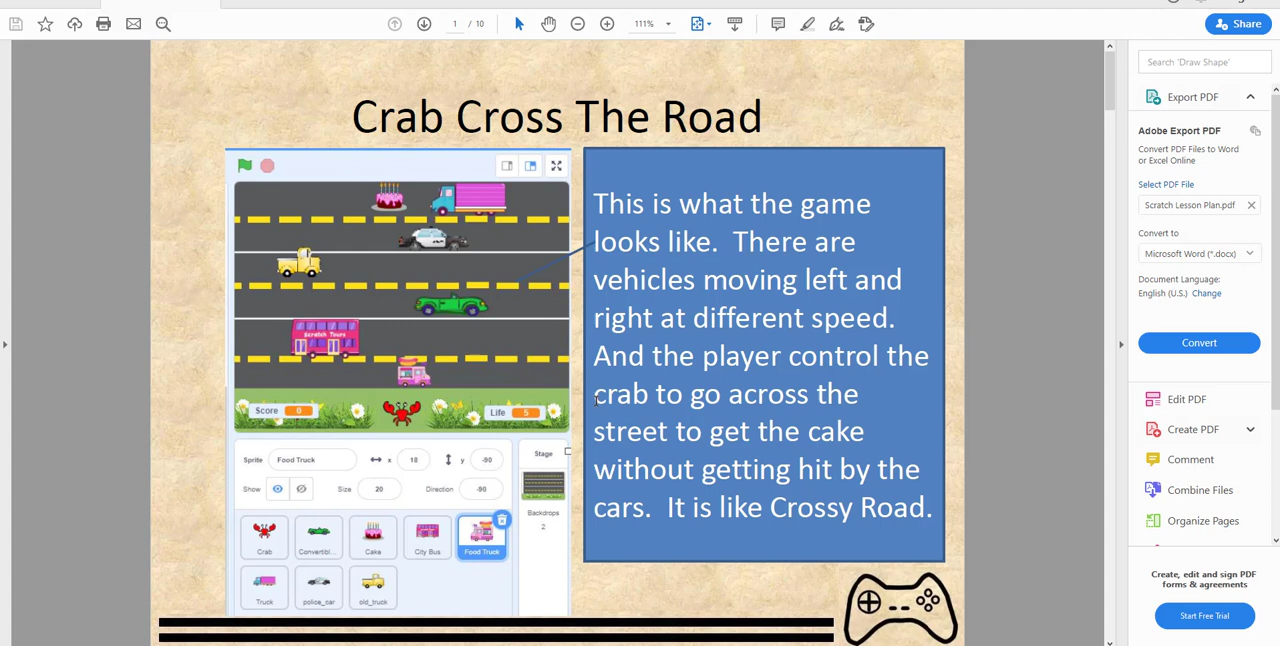 1 / 10
111%
Share
Search 'Draw Shape'
Export PDF
Adobe Export PDF
Convert PDF Files to Word
or Excel Online
Select PDF File
Scratch Lesson Plan.pdf
Convert to
Microsoft Word (*.docx)
Document Language:
English (U.S.) Change
Convert
Edit PDF
Create PDF
Comment
Combine Files
Organize Pages
Create, edit and sign PDF
forms & agreements
Start Free Trial
Crab Cross The Road
Scratch Tours
Score 0
Life 5
Sprite Food Truck x 18 y -90
Show Size 20 Direction -90
Stage
Backdrops
2
Crab
Convertibl...
Cake
City Bus
Food Truck
Truck
police_car
old_truck
This is what the game
looks like. There are
vehicles moving left and
right at different speed.
And the player control the
crab to go across the
street to get the cake
without getting hit by the
cars. It is like Crossy Road.